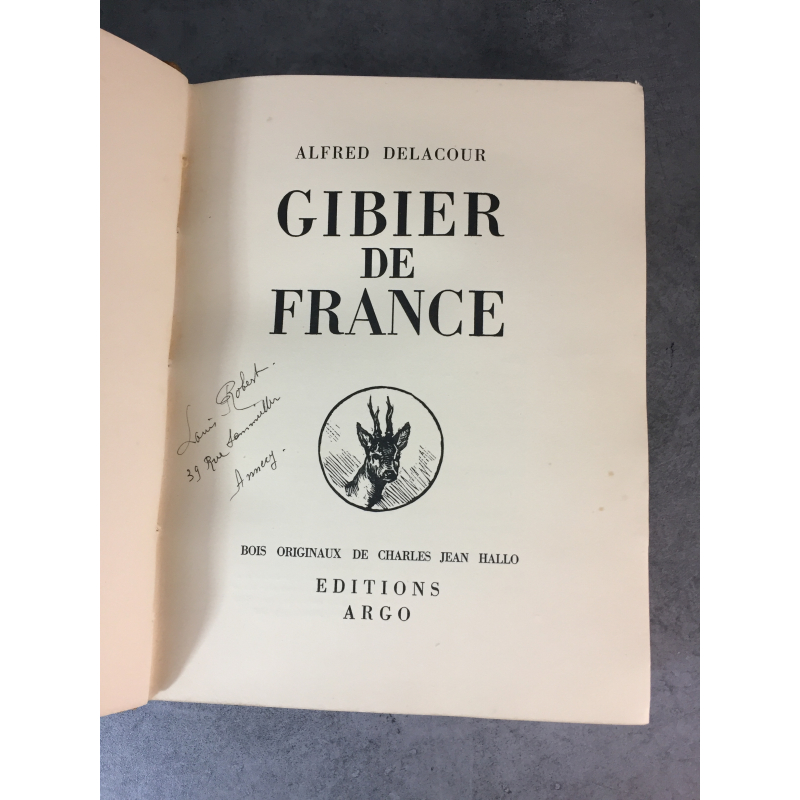 ALFRED DELACOUR
GIBIER
DE
FRANCE
Louis Robert.
39 Rue Sommeiller
Annecy.
BOIS ORIGINAUX DE CHARLES JEAN HALLO
EDITIONS
ARGO